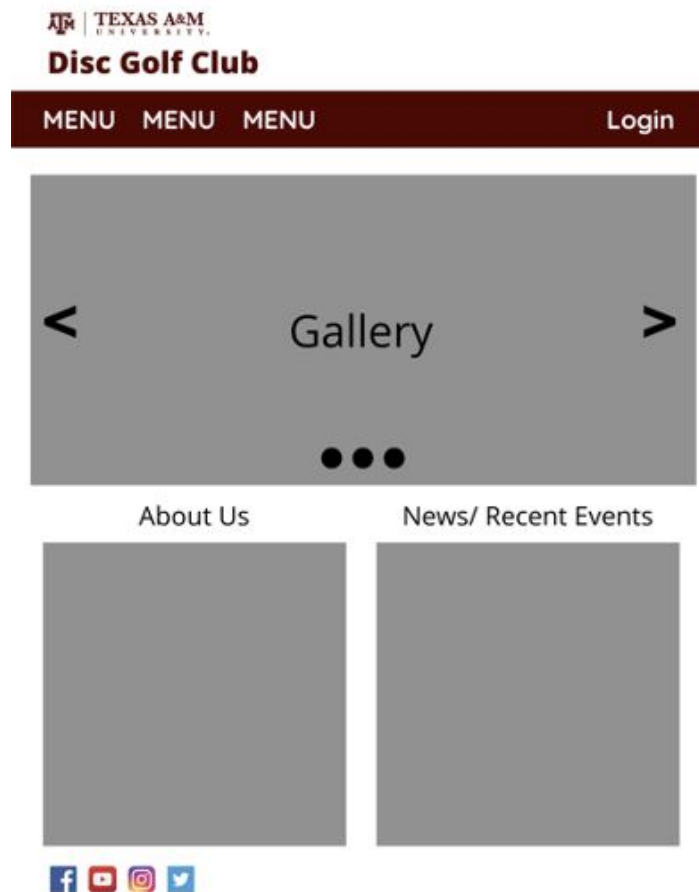 TEXAS A&M
UNIVERSITY.
Disc Golf Club
MENU MENU MENU Login
< Gallery >
About Us News/ Recent Events